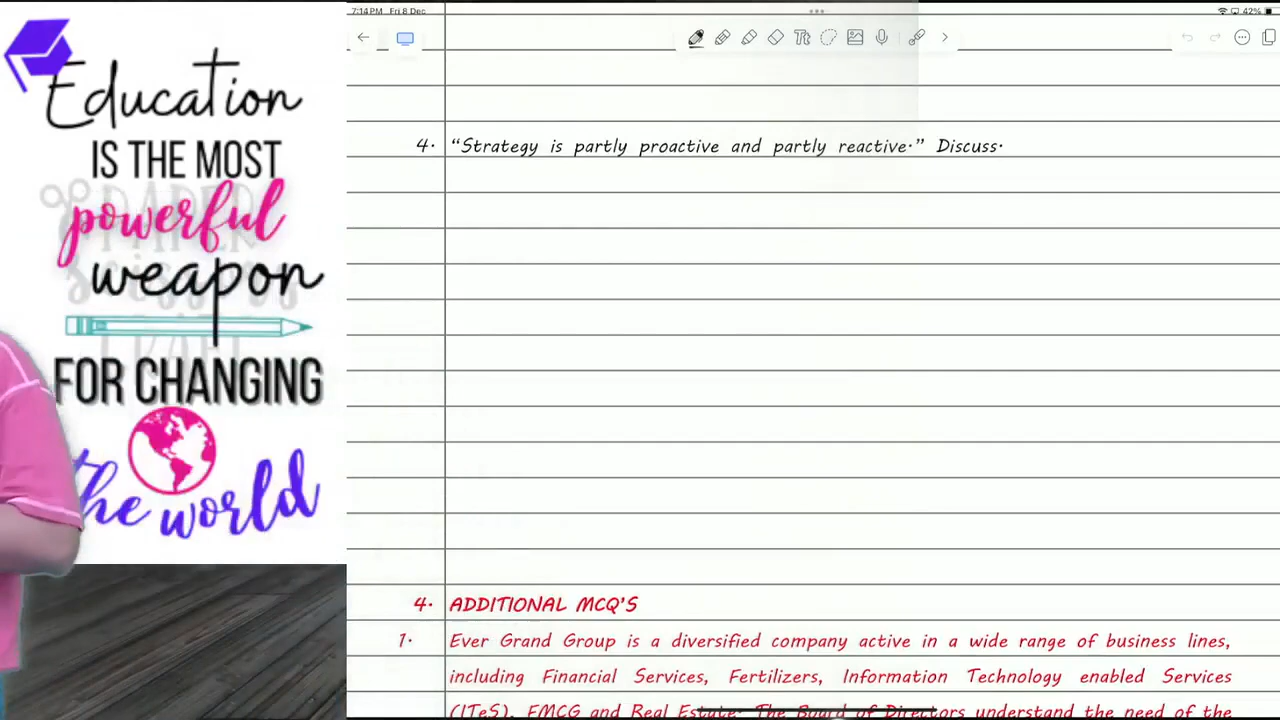 7:14 PM Fri 8 Dec
42%
Education
IS THE MOST
powerful
weapon
FOR CHANGING
the world
4. “Strategy is partly proactive and partly reactive.” Discuss.
4. ADDITIONAL MCQ'S
1. Ever Grand Group is a diversified company active in a wide range of business lines,
including Financial Services, Fertilizers, Information Technology enabled Services
(ITeS), FMCG and Real Estate. The Board of Directors understand the need of the